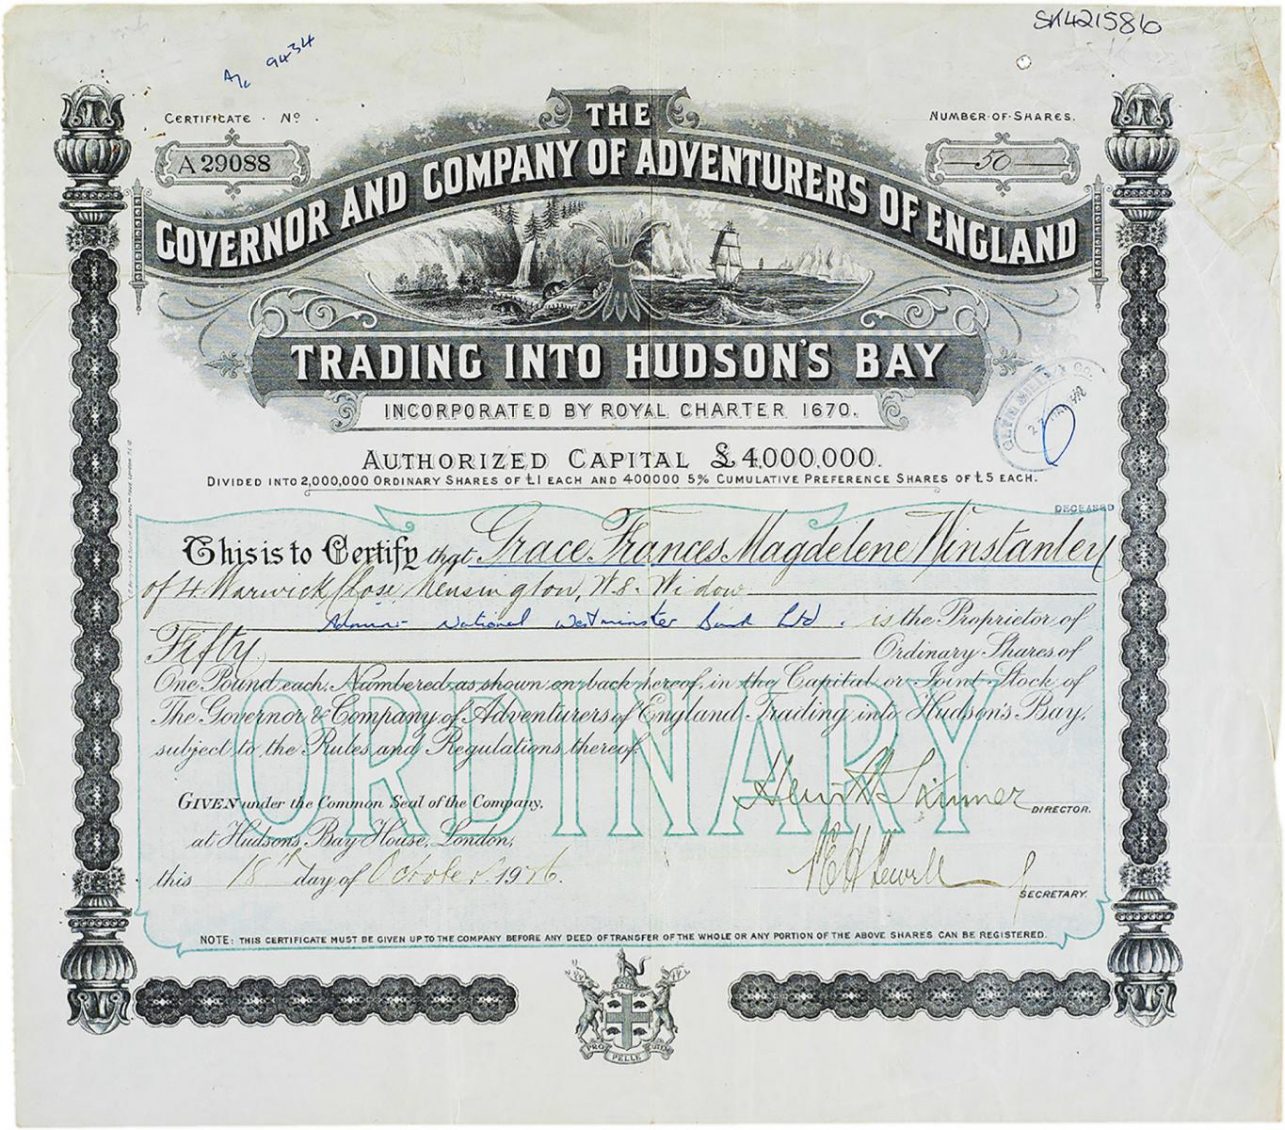 SK421586
A/c 9434
CERTIFICATE Nº
NUMBER OF SHARES.
A 29088
50
THE
GOVERNOR AND COMPANY OF ADVENTURERS OF ENGLAND
TRADING INTO HUDSON'S BAY
INCORPORATED BY ROYAL CHARTER 1670.
AUTHORIZED CAPITAL £4,000,000.
DIVIDED INTO 2,000,000 ORDINARY SHARES OF £1 EACH AND 400000 5% CUMULATIVE PREFERENCE SHARES OF £5 EACH.
DECEASED
This is to Certify that Grace Frances Magdelene Winstanley
of 4 Warwick Close Kensington, W8. Widow
National Westminster Bank Ltd. is the Proprietor of
Fifty Ordinary Shares of
One Pound each, Numbered as shown on back hereof, in the Capital or Joint Stock of
The Governor & Company of Adventurers of England Trading into Hudson's Bay,
subject to the Rules and Regulations thereof.
ORDINARY
GIVEN under the Common Seal of the Company,
at Hudsons Bay House, London,
DIRECTOR.
this 18th day of October 1926.
SECRETARY.
NOTE: THIS CERTIFICATE MUST BE GIVEN UP TO THE COMPANY BEFORE ANY DEED OF TRANSFER OF THE WHOLE OR ANY PORTION OF THE ABOVE SHARES CAN BE REGISTERED.
PRO PELLE CUTEM